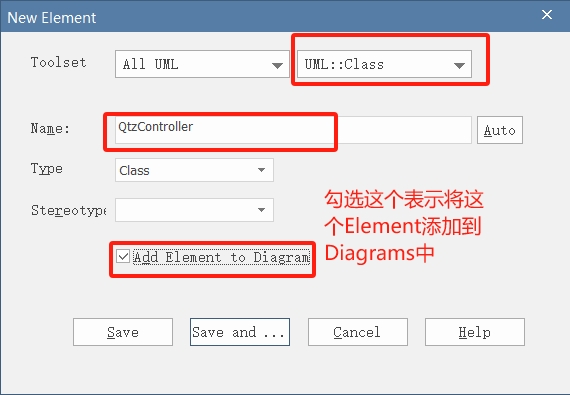 New Element
Toolset All UML UML::Class
Name: QtzController Auto
Type Class
Stereotype
勾选这个表示将这
个Element添加到
Diagrams中
Add Element to Diagram
Save Save and ... Cancel Help